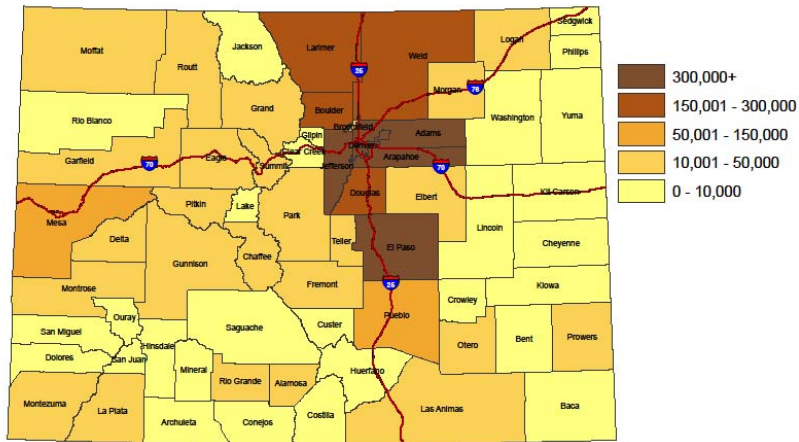 Moffat
Routt
Jackson
Larimer
Weld
Logan
Sedgwick
Phillips
Morgan
Rio Blanco
Grand
Boulder
Washington
Yuma
Garfield
Eagle
Summit
Gilpin
Clear Creek
Broomfield
Denver
Adams
Arapahoe
Jefferson
Douglas
Elbert
Kit Carson
Mesa
Pitkin
Lake
Park
Lincoln
Delta
Gunnison
Chaffee
Teller
El Paso
Cheyenne
Montrose
Fremont
Kiowa
Ouray
Crowley
San Miguel
Saguache
Custer
Pueblo
Otero
Bent
Prowers
Dolores
San Juan
Hinsdale
Mineral
Rio Grande
Alamosa
Huerfano
Montezuma
La Plata
Archuleta
Conejos
Costilla
Las Animas
Baca
25
76
70
70
25
300,000+
150,001 - 300,000
50,001 - 150,000
10,001 - 50,000
0 - 10,000